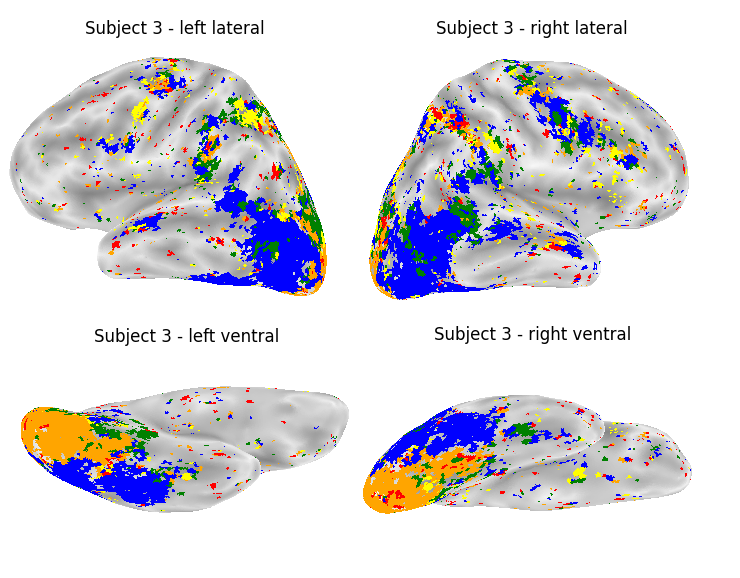 Subject 3 - left lateral
Subject 3 - right lateral
Subject 3 - left ventral
Subject 3 - right ventral